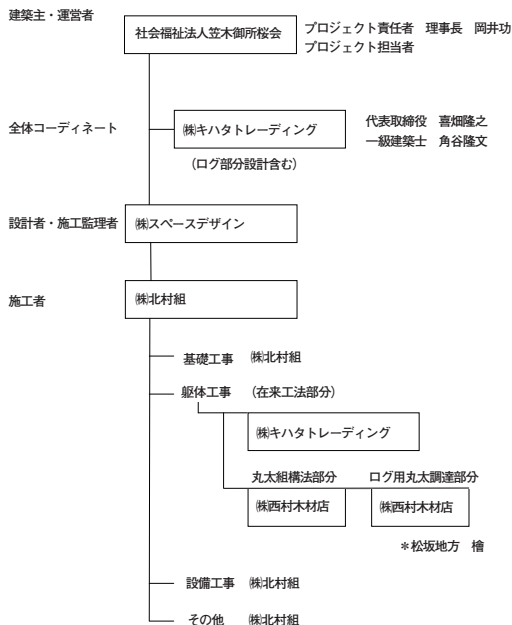 建築主・運営者
社会福祉法人笠木御所桜会
プロジェクト責任者　理事長　岡井功
プロジェクト担当者
全体コーディネート
㈱キハタトレーディング
代表取締役　喜畑隆之
一級建築士　角谷隆文
（ログ部分設計含む）
設計者・施工監理者
㈱スペースデザイン
施工者
㈱北村組
基礎工事　㈱北村組
躯体工事　（在来工法部分）
㈱キハタトレーディング
丸太組構法部分
ログ用丸太調達部分
㈱西村木材店
㈱西村木材店
＊松坂地方　檜
設備工事　㈱北村組
その他　㈱北村組